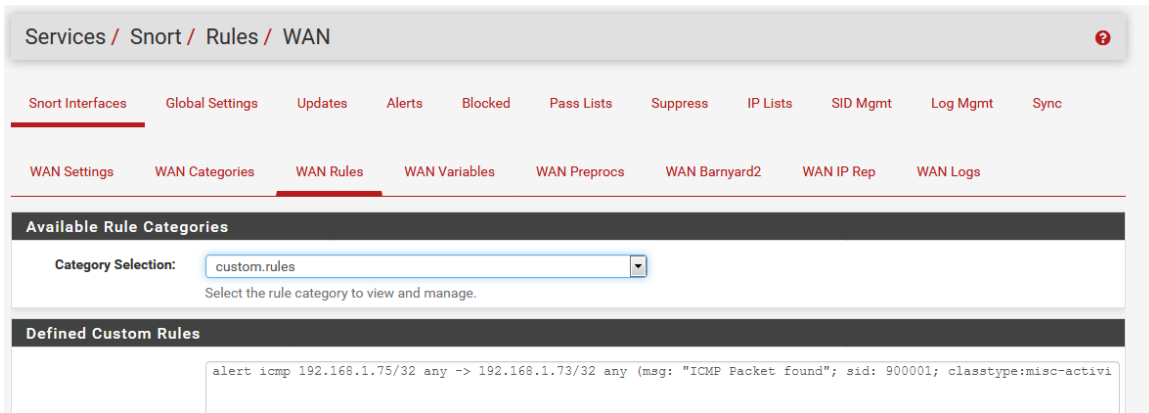 Services / Snort / Rules / WAN
Snort Interfaces Global Settings Updates Alerts Blocked Pass Lists Suppress IP Lists SID Mgmt Log Mgmt Sync
WAN Settings WAN Categories WAN Rules WAN Variables WAN Preprocs WAN Barnyard2 WAN IP Rep WAN Logs
Available Rule Categories
Category Selection: custom.rules
Select the rule category to view and manage.
Defined Custom Rules
alert icmp 192.168.1.75/32 any -> 192.168.1.73/32 any (msg: "ICMP Packet found"; sid: 900001; classtype:misc-activi